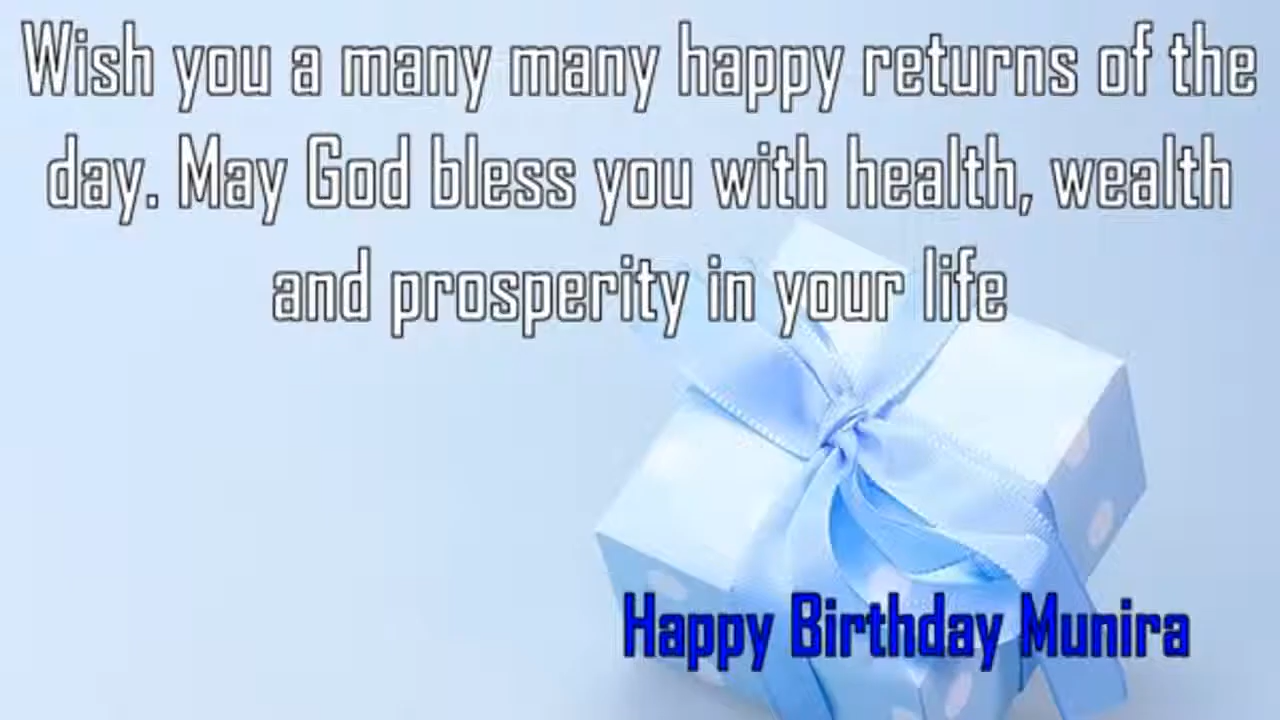 Wish you a many many happy returns of the
day. May God bless you with health, wealth
and prosperity in your life
Happy Birthday Munira